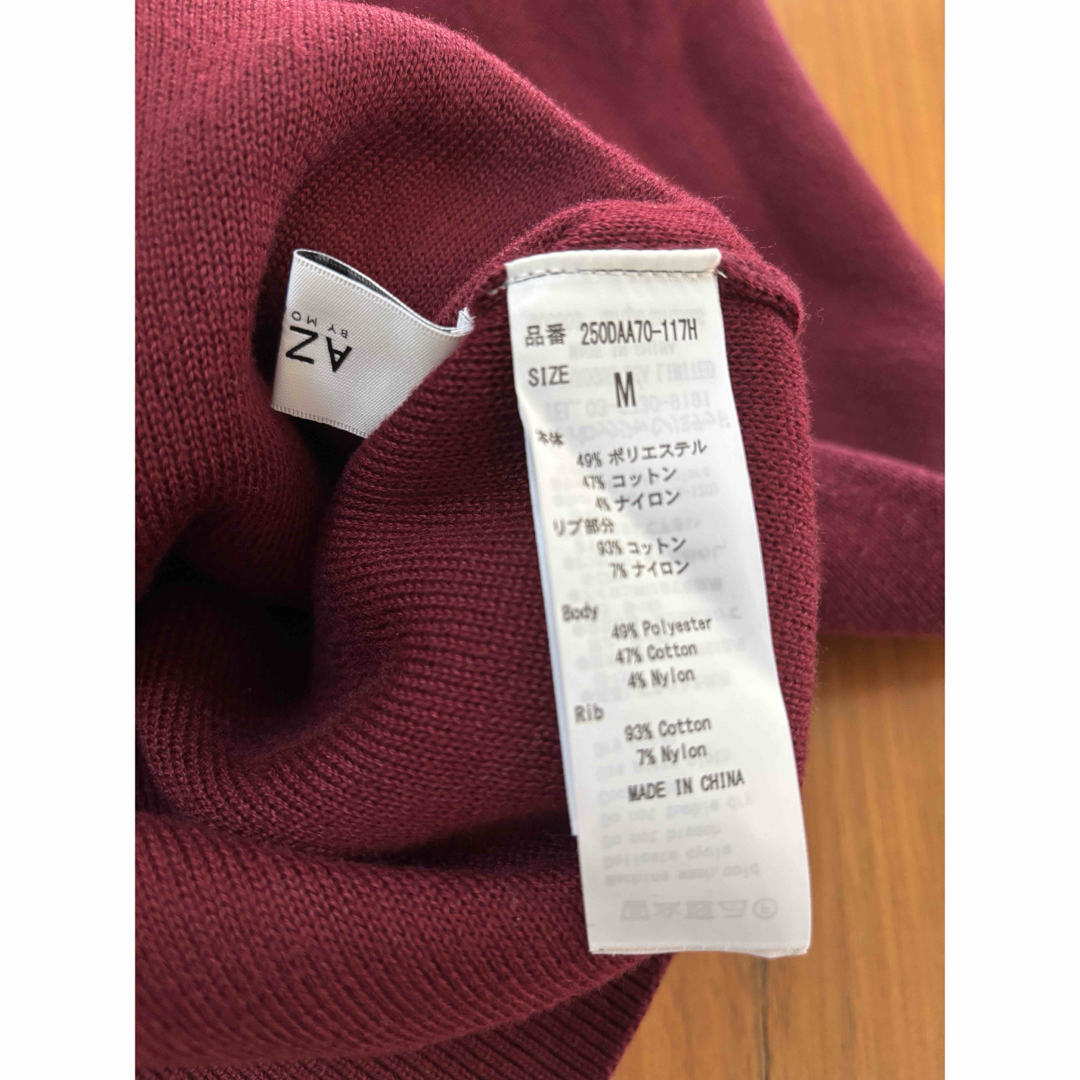 AZ
BY MO
品番 250DAA70-117H
SIZE M
本体
49% ポリエステル
47% コットン
4% ナイロン
リブ部分
93% コットン
7% ナイロン
Body
49% Polyester
47% Cotton
4% Nylon
Rib
93% Cotton
7% Nylon
MADE IN CHINA